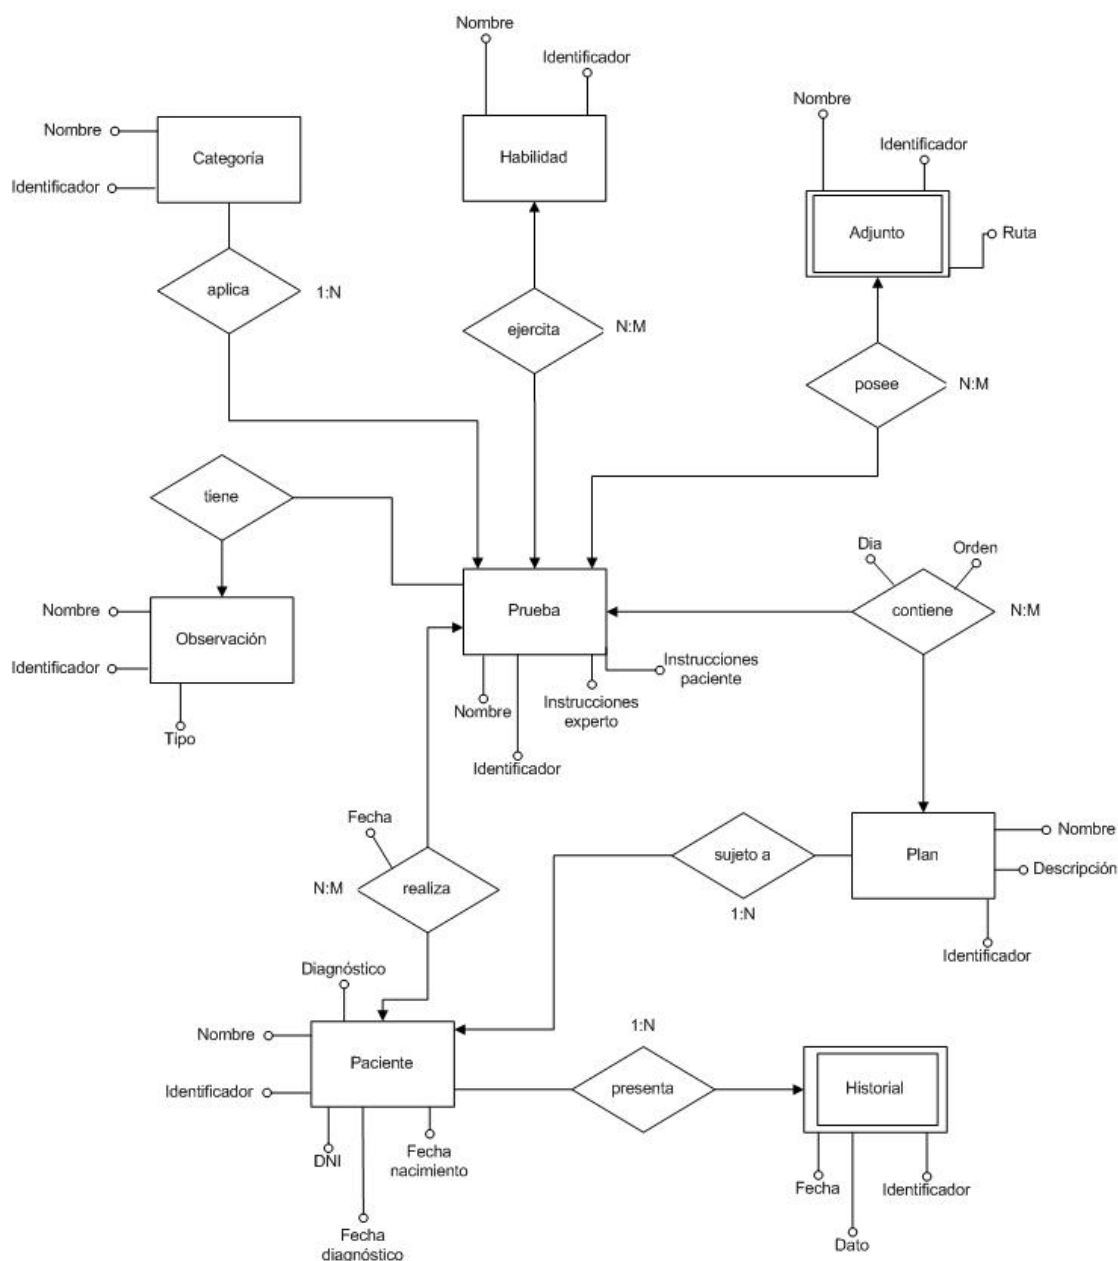 Nombre
Identificador
Nombre
Identificador
Categoría
Habilidad
Nombre
Identificador
Adjunto
Ruta
aplica
1:N
ejercita
N:M
posee
N:M
tiene
Dia
Orden
contiene
N:M
Nombre
Identificador
Observación
Tipo
Prueba
Nombre
Identificador
Instrucciones
experto
Instrucciones
paciente
Fecha
N:M
realiza
sujeto a
1:N
Plan
Nombre
Descripción
Identificador
Diagnóstico
Nombre
Identificador
Paciente
DNI
Fecha
nacimiento
Fecha
diagnóstico
1:N
presenta
Historial
Fecha
Identificador
Dato